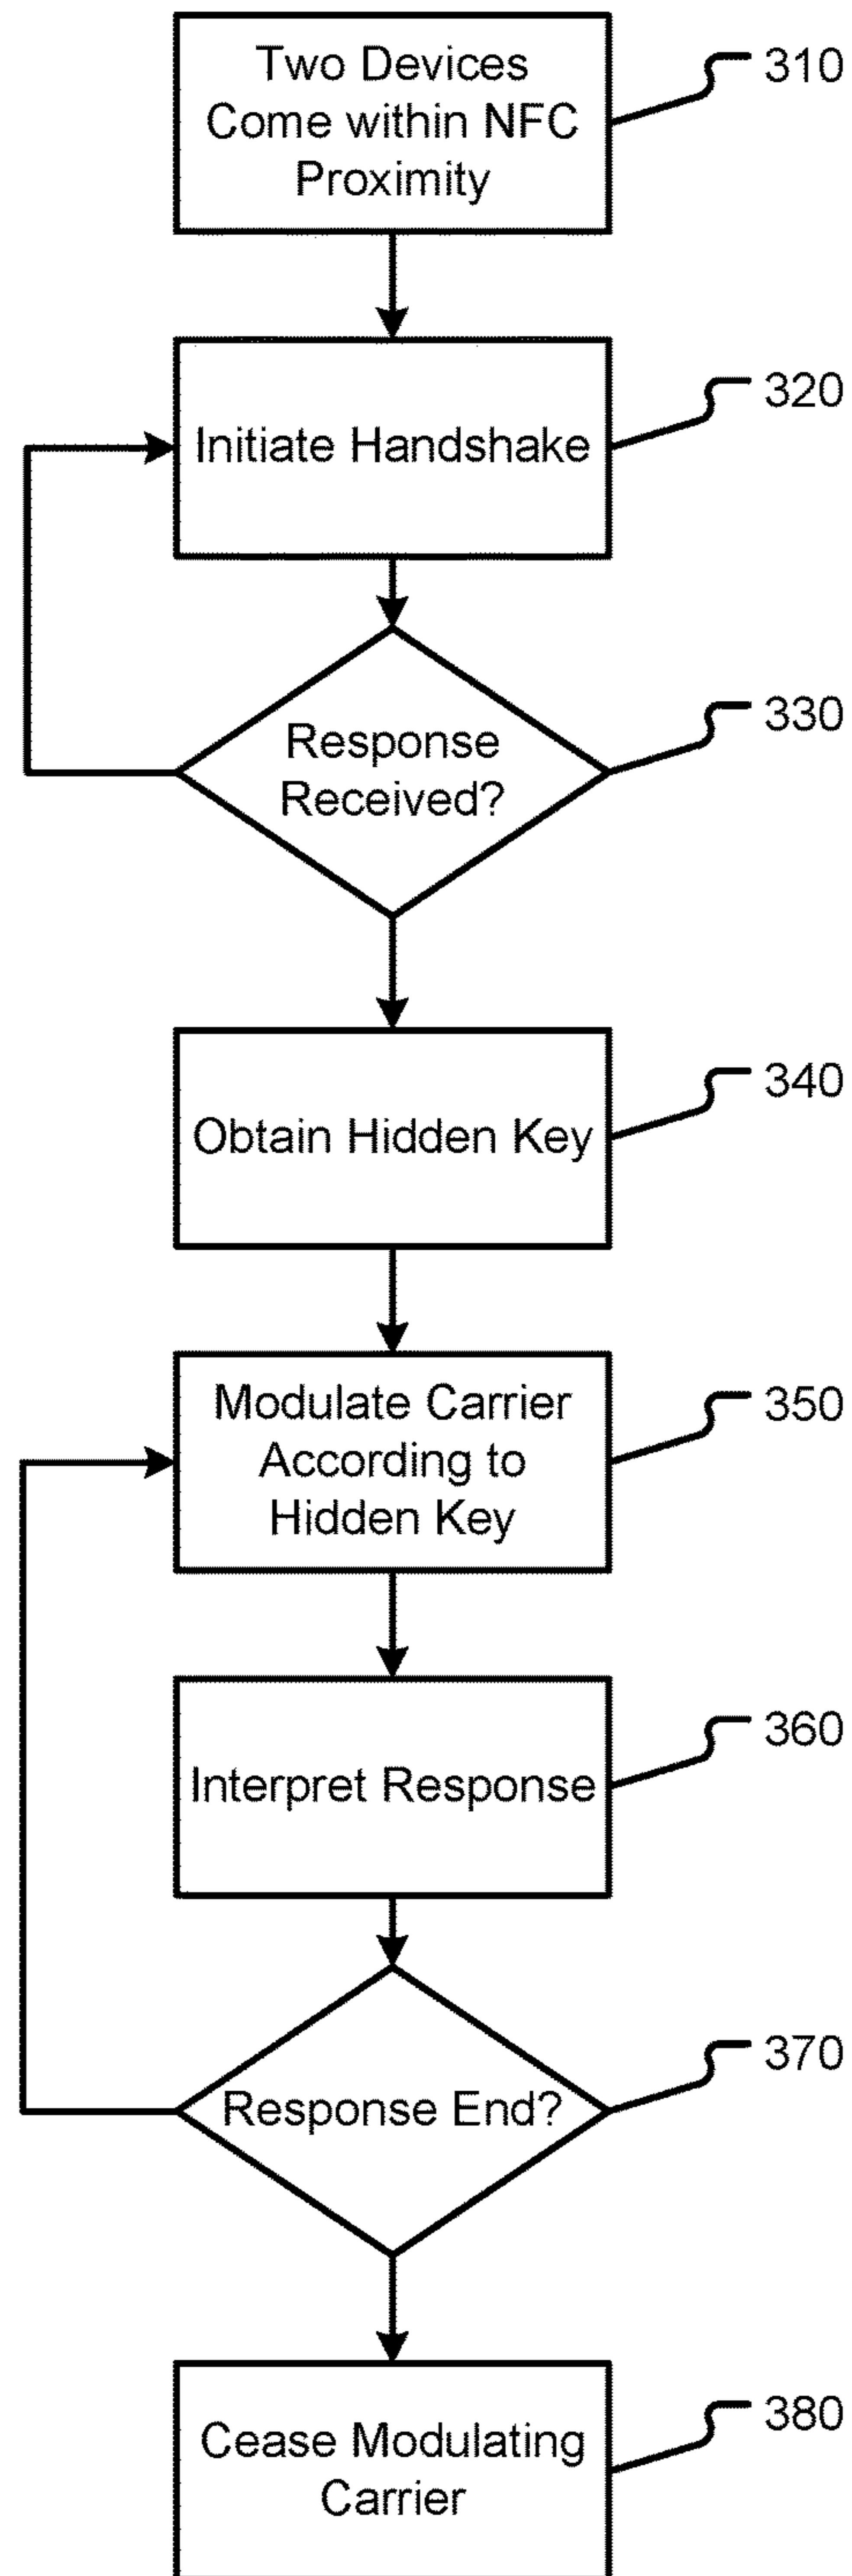 Two Devices
Come within NFC
Proximity
310
Initiate Handshake
320
Response
Received?
330
Obtain Hidden Key
340
Modulate Carrier
According to
Hidden Key
350
Interpret Response
360
Response End?
370
Cease Modulating
Carrier
380